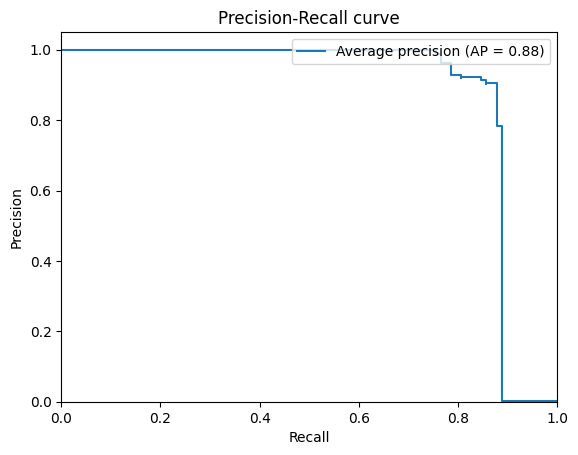 Precision-Recall curve
Average precision (AP = 0.88)
1.0
0.8
0.6
0.4
0.2
0.0
Precision
0.0 0.2 0.4 0.6 0.8 1.0
Recall